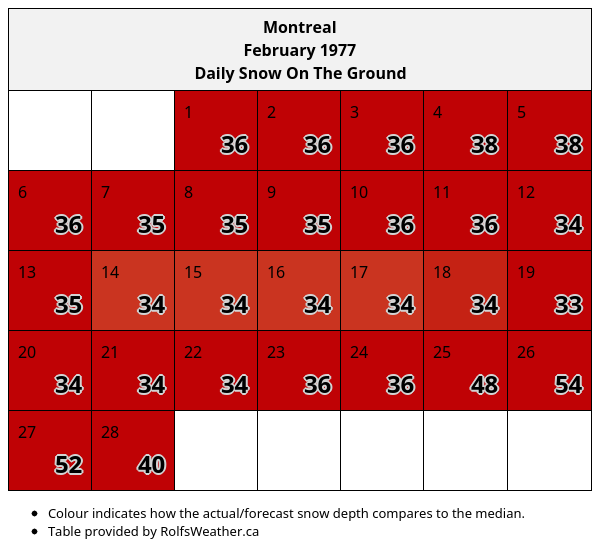 Montreal
February 1977
Daily Snow On The Ground
1 2 3 4 5
36 36 36 38 38
6 7 8 9 10 11 12
36 35 35 35 36 36 34
13 14 15 16 17 18 19
35 34 34 34 34 34 33
20 21 22 23 24 25 26
34 34 34 36 36 48 54
27 28
52 40
• Colour indicates how the actual/forecast snow depth compares to the median.
• Table provided by RolfsWeather.ca